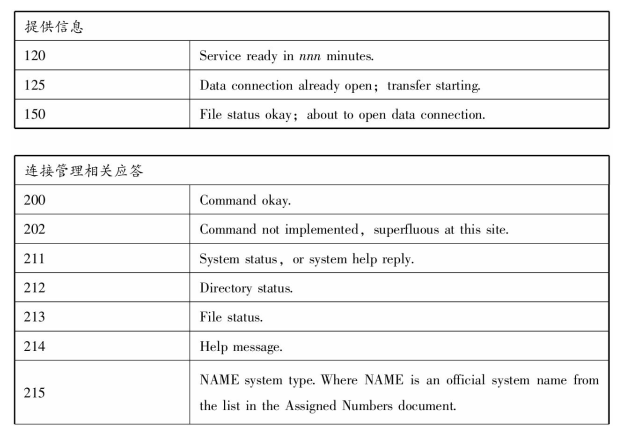 提供信息
120 Service ready in nnn minutes.
125 Data connection already open；transfer starting.
150 File status okay；about to open data connection.
连接管理相关应答
200 Command okay.
202 Command not implemented，superfluous at this site.
211 System status，or system help reply.
212 Directory status.
213 File status.
214 Help message.
215 NAME system type. Where NAME is an official system name from
the list in the Assigned Numbers document.